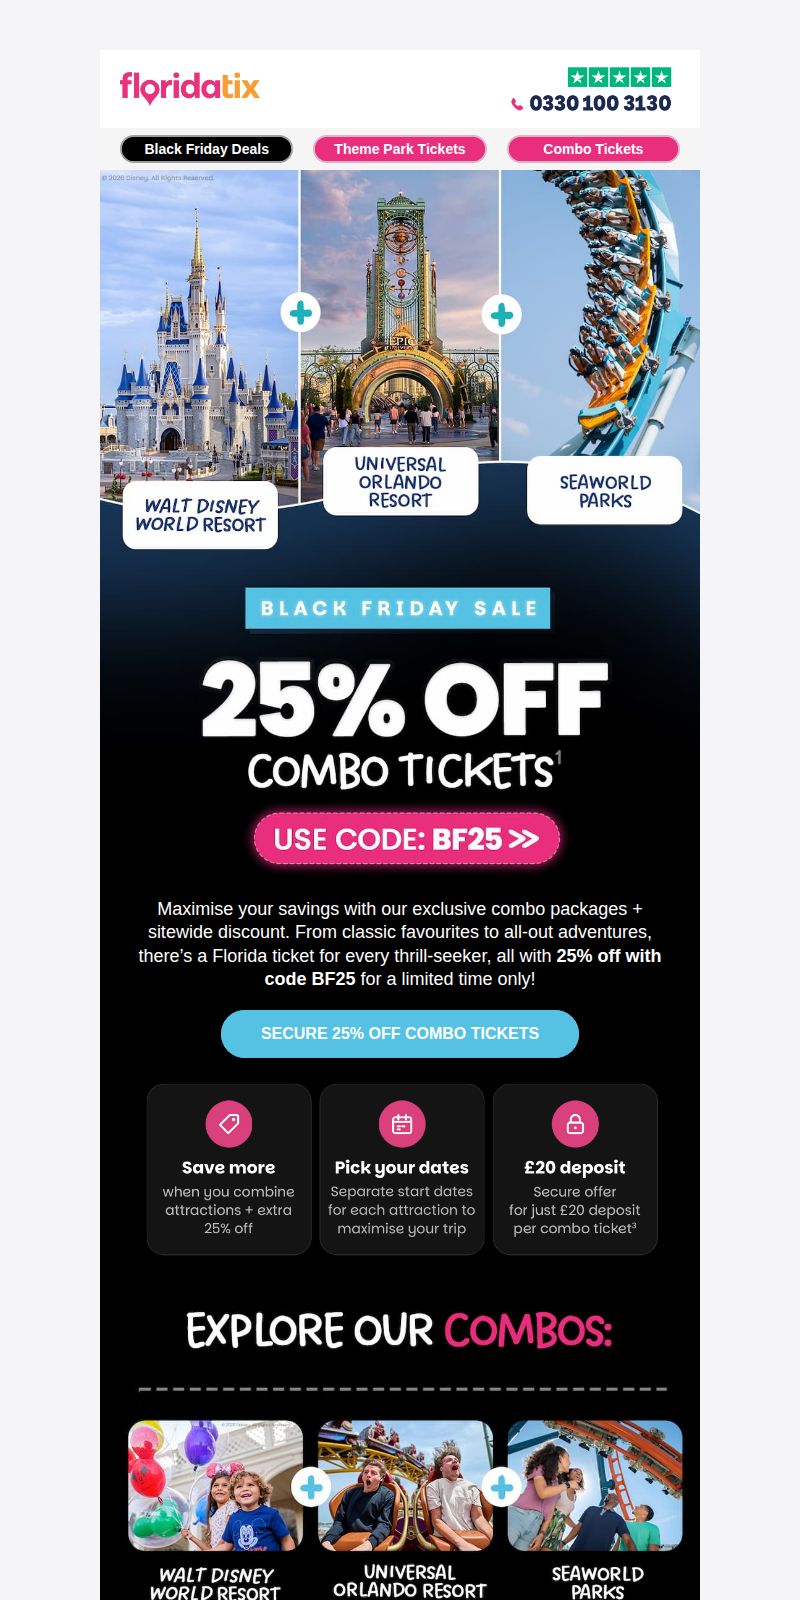 floridatix
0330 100 3130
Black Friday Deals
Theme Park Tickets
Combo Tickets
© 2026 Disney. All Rights Reserved.
EPIC
WALT DISNEY
WORLD RESORT
UNIVERSAL
ORLANDO
RESORT
SEAWORLD
PARKS
BLACK FRIDAY SALE
25% OFF
COMBO TICKETS¹
USE CODE: BF25 >>
Maximise your savings with our exclusive combo packages +
sitewide discount. From classic favourites to all-out adventures,
there's a Florida ticket for every thrill-seeker, all with 25% off with
code BF25 for a limited time only!
SECURE 25% OFF COMBO TICKETS
Save more
when you combine
attractions + extra
25% off
Pick your dates
Separate start dates
for each attraction to
maximise your trip
£20 deposit
Secure offer
for just £20 deposit
per combo ticket³
EXPLORE OUR COMBOS:
WALT DISNEY
WORLD RESORT
UNIVERSAL
ORLANDO RESORT
SEAWORLD
PARKS